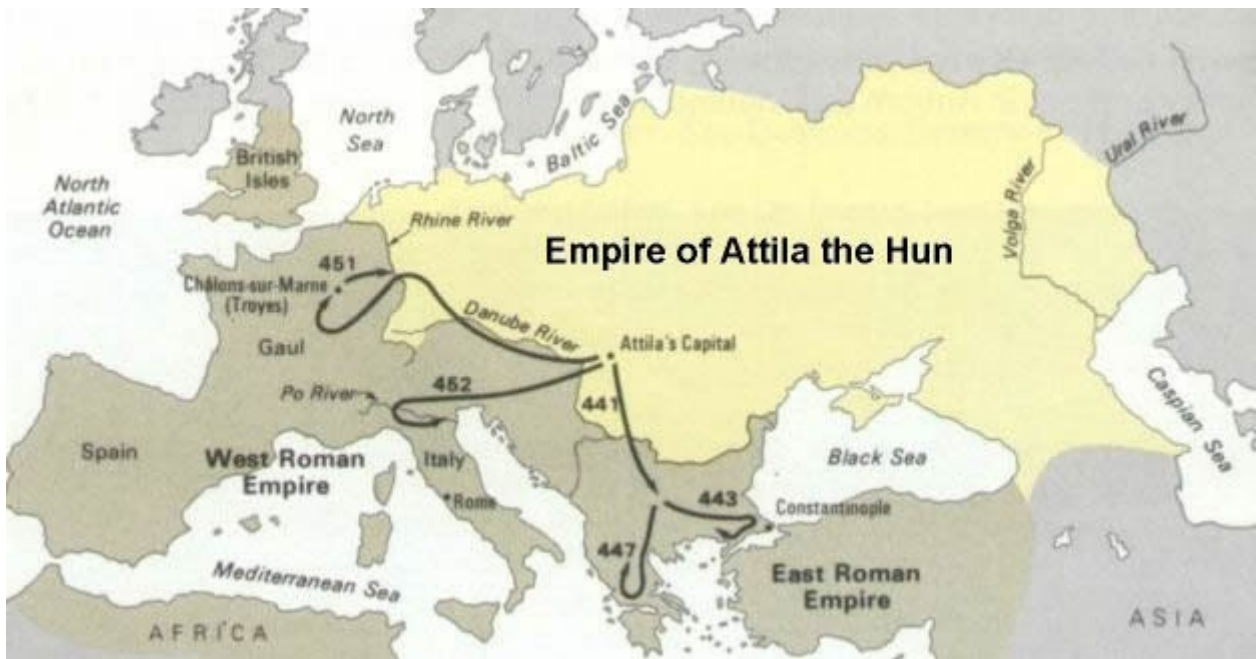 North
Sea
Baltic Sea
Ural River
British
Isles
North
Atlantic
Ocean
Rhine River
Volga River
Empire of Attila the Hun
451
Châlons-sur-Marne
(Troyes)
Danube River
Gaul
Attila's Capital
452
Po River
441
Caspian Sea
Spain
West Roman
Empire
Italy
Black Sea
Rome
443
Constantinople
447
Mediterranean Sea
East Roman
Empire
AFRICA
ASIA